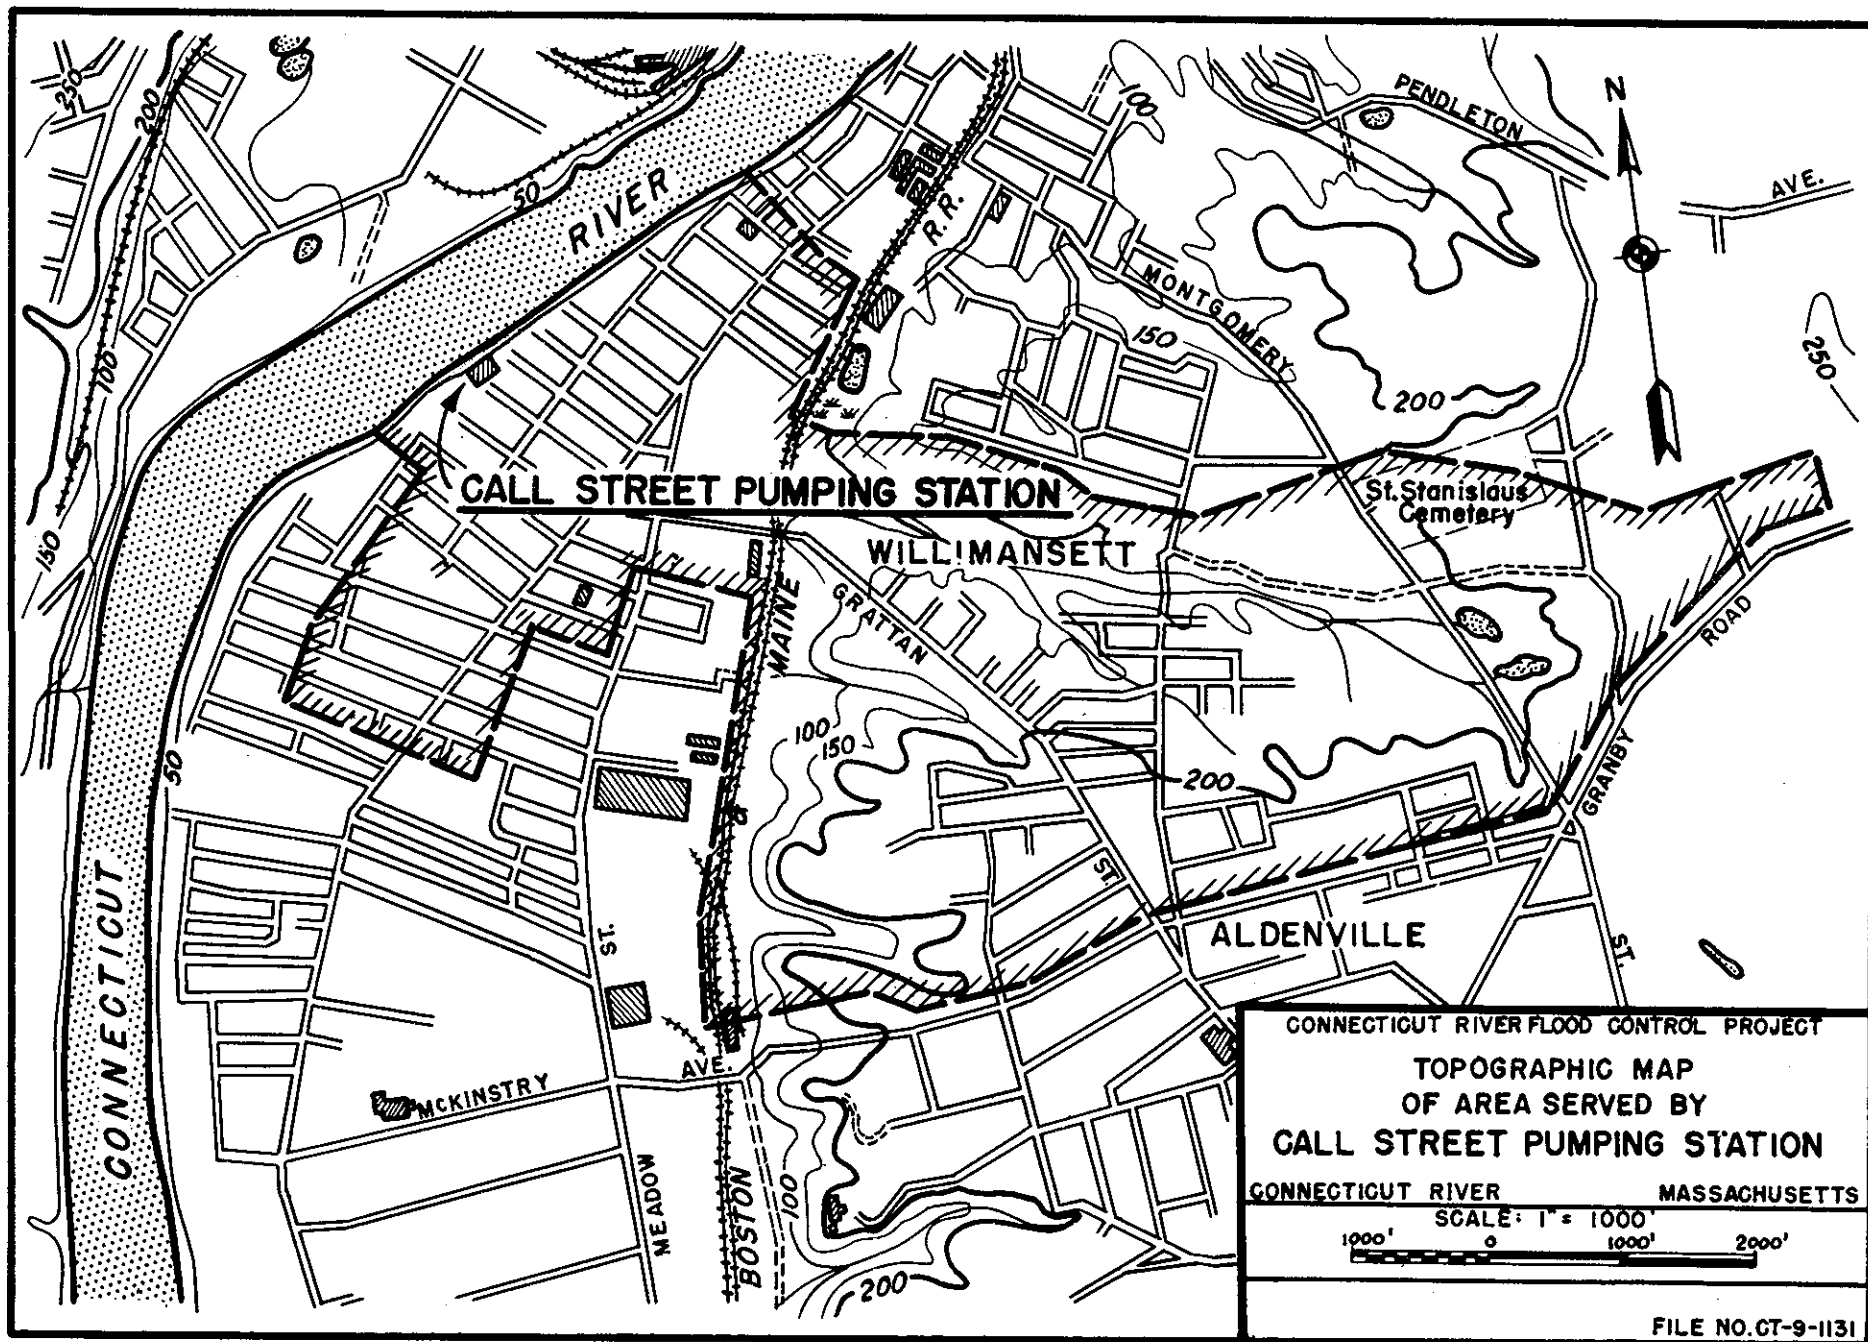 250
200
PENDLETON
N
AVE.
100
50
RIVER
R.R.
MONTGOMERY
150
100
250
200
CALL STREET PUMPING STATION
St. Stanislaus
Cemetery
150
WILLIMANSETT
MAINE
GRATTAN
ROAD
100
150
200
50
GRANBY
&
ST.
ALDENVILLE
ST.
ST.
CONNECTICUT
AVE.
McKINSTRY
MEADOW
BOSTON
100
200
CONNECTICUT RIVER FLOOD CONTROL PROJECT
TOPOGRAPHIC MAP
OF AREA SERVED BY
CALL STREET PUMPING STATION
CONNECTICUT RIVER MASSACHUSETTS
SCALE: 1" = 1000'
1000' 0 1000' 2000'
FILE NO. CT-9-1131